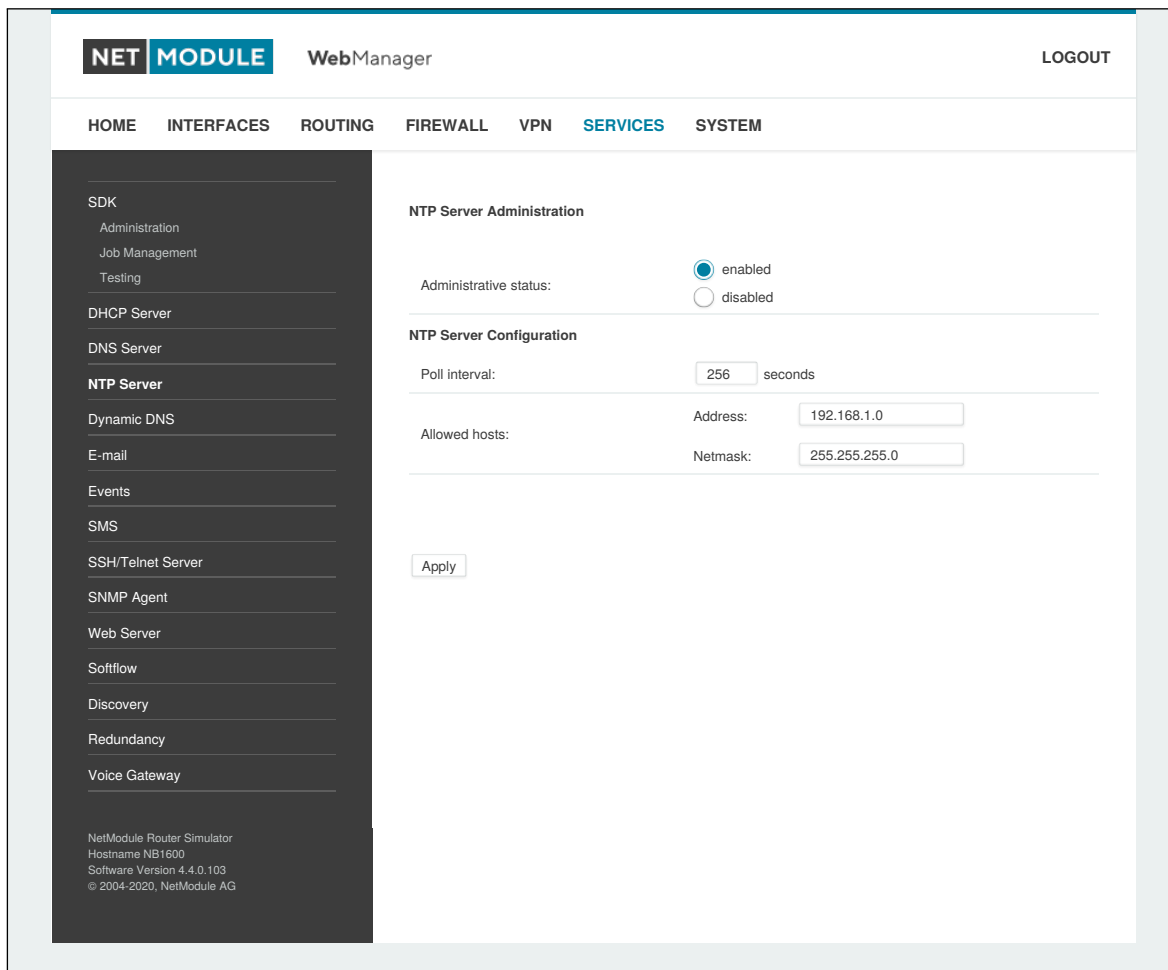 NET MODULE WebManager LOGOUT
HOME INTERFACES ROUTING FIREWALL VPN SERVICES SYSTEM
SDK
Administration
Job Management
Testing
DHCP Server
DNS Server
NTP Server
Dynamic DNS
E-mail
Events
SMS
SSH/Telnet Server
SNMP Agent
Web Server
Softflow
Discovery
Redundancy
Voice Gateway
NetModule Router Simulator
Hostname NB1600
Software Version 4.4.0.103
© 2004-2020, NetModule AG
NTP Server Administration
Administrative status:
enabled
disabled
NTP Server Configuration
Poll interval: 256 seconds
Allowed hosts:
Address: 192.168.1.0
Netmask: 255.255.255.0
Apply